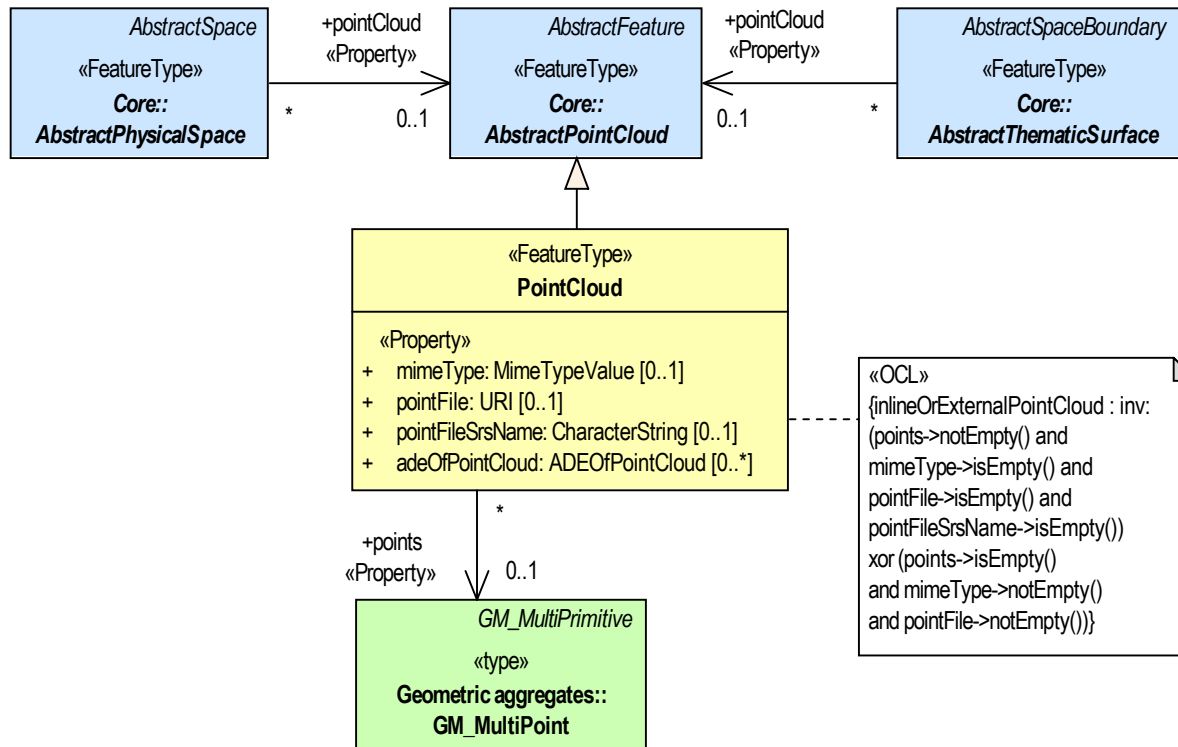 AbstractSpace
«FeatureType»
Core::
AbstractPhysicalSpace
+pointCloud
«Property»
*
0..1
AbstractFeature
«FeatureType»
Core::
AbstractPointCloud
+pointCloud
«Property»
0..1
*
AbstractSpaceBoundary
«FeatureType»
Core::
AbstractThematicSurface
«FeatureType»
PointCloud
«Property»
+ mimeType: MimeTypeValue [0..1]
+ pointFile: URI [0..1]
+ pointFileSrsName: CharacterString [0..1]
+ adeOfPointCloud: ADEOfPointCloud [0..*]
«OCL»
{inlineOrExternalPointCloud : inv:
(points->notEmpty() and
mimeType->isEmpty() and
pointFile->isEmpty() and
pointFileSrsName->isEmpty())
xor (points->isEmpty()
and mimeType->notEmpty()
and pointFile->notEmpty())}
*
+points
«Property»
0..1
GM_MultiPrimitive
«type»
Geometric aggregates::
GM_MultiPoint